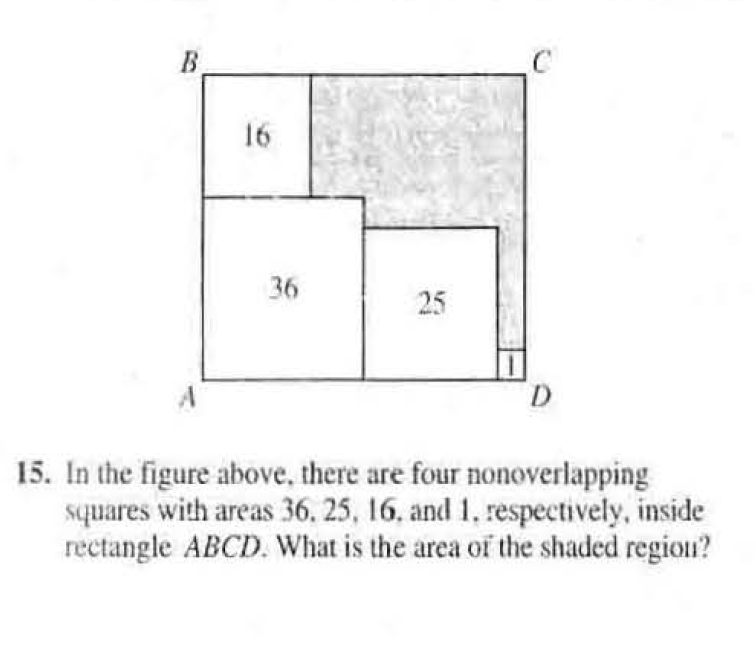 B
C
16
36
25
1
A
D
15. In the figure above, there are four nonoverlapping
squares with areas 36, 25, 16, and 1, respectively, inside
rectangle ABCD. What is the area of the shaded region?